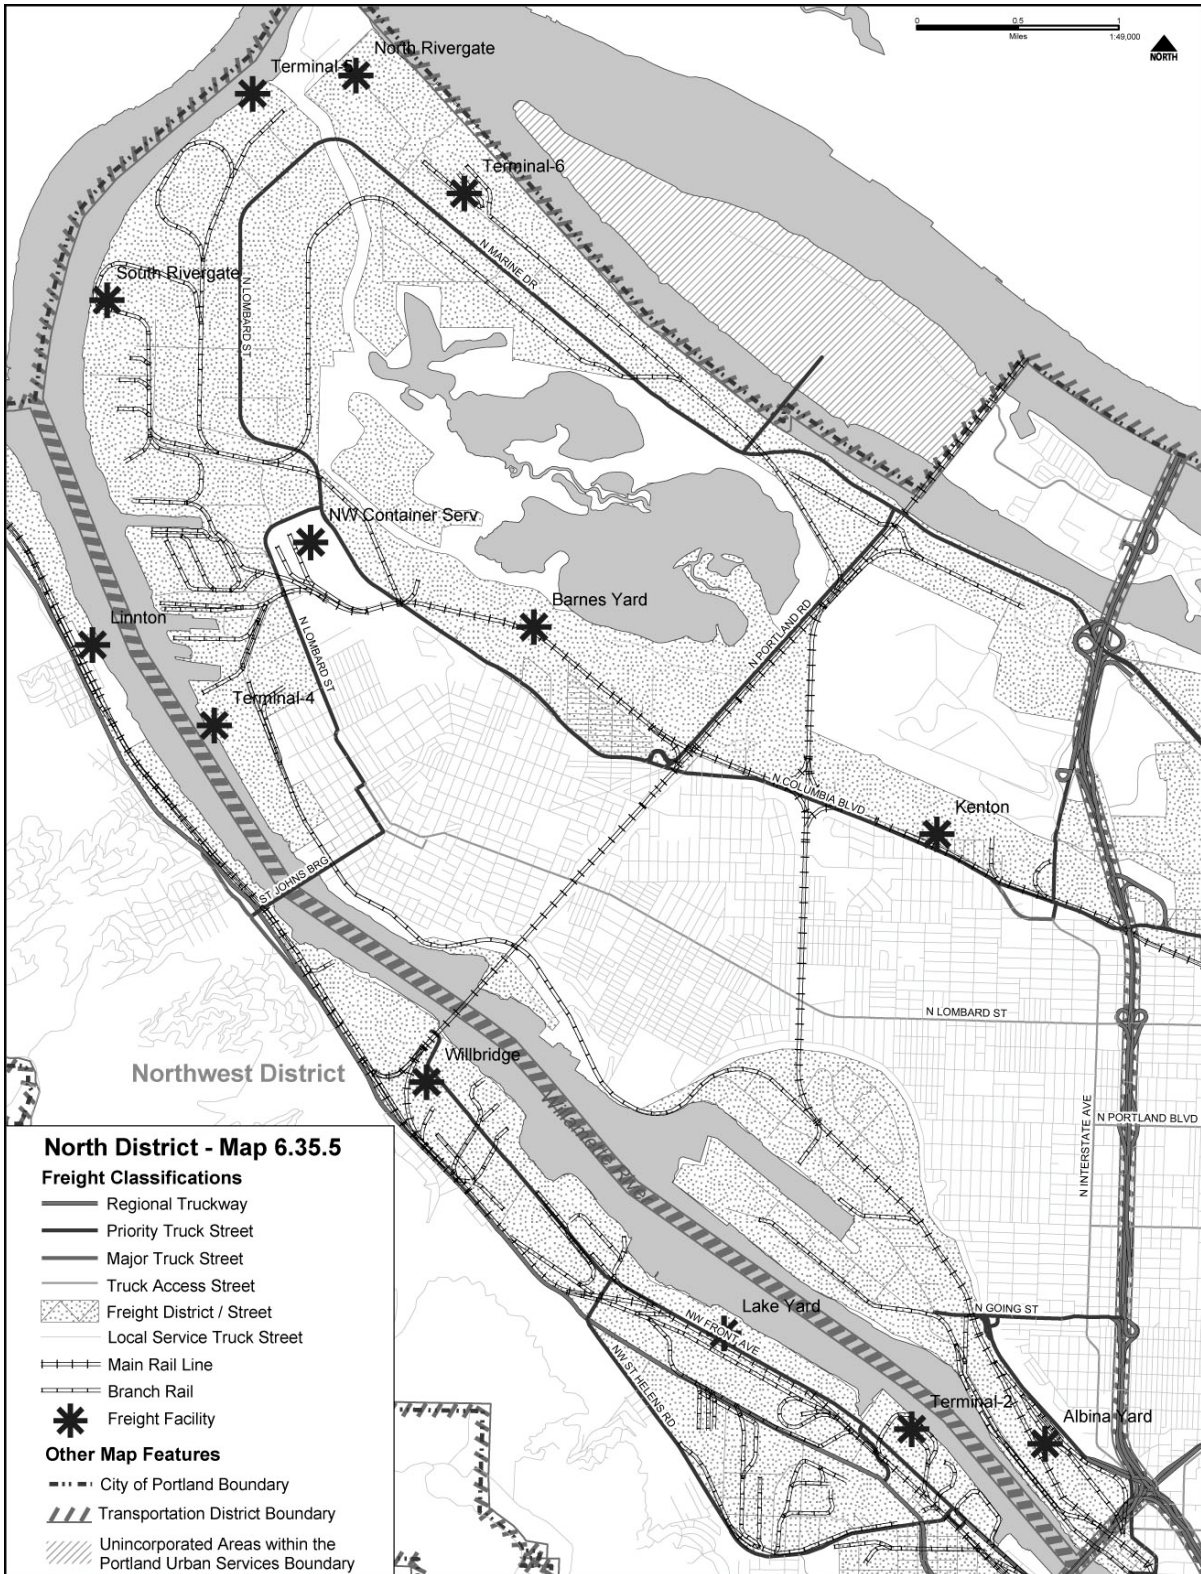 0 0.5 1
Miles 1:49,000
NORTH
North Rivergate
Terminal-5
Terminal-6
N MARINE DR
South Rivergate
N LOMBARD ST
NW Container Serv
Barnes Yard
N PORTLAND RD
Linnton
N LOMBARD ST
Terminal-4
N COLUMBIA BLVD
Kenton
ST JOHNS BRG
N LOMBARD ST
Willbridge
Northwest District
Willamette River
N PORTLAND BLVD
N INTERSTATE AVE
Lake Yard
N GOING ST
NW FRONT AVE
NW ST HELENS RD
Terminal-2
Albina Yard
North District - Map 6.35.5
Freight Classifications
Regional Truckway
Priority Truck Street
Major Truck Street
Truck Access Street
Freight District / Street
Local Service Truck Street
Main Rail Line
Branch Rail
Freight Facility
Other Map Features
City of Portland Boundary
Transportation District Boundary
Unincorporated Areas within the
Portland Urban Services Boundary